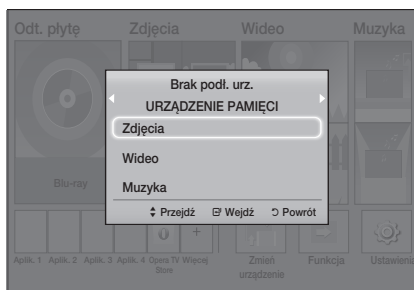 Odt. płytę Zdjęcia Wideo Muzyka
Brak podł. urz.
URZĄDZENIE PAMIĘCI
Zdjęcia
Wideo
Muzyka
Przejdź Wejdź Powrót
Blu-ray
Aplik. 1 Aplik. 2 Aplik. 3 Aplik. 4 Opera TV Store Więcej Zmień urządzenie Funkcja Ustawienia